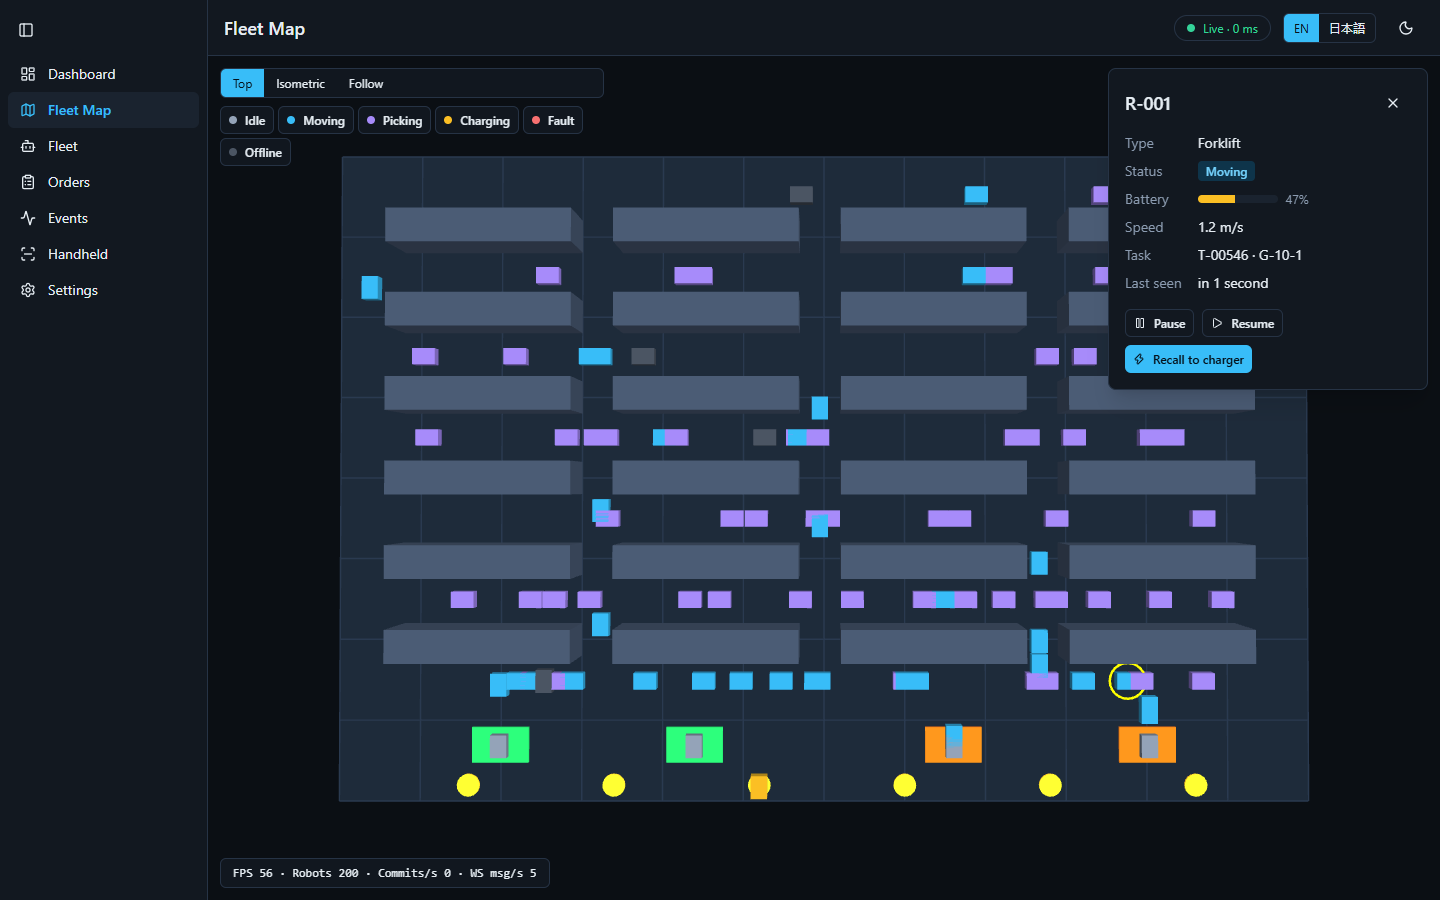 Fleet Map
Live · 0 ms
EN
日本語
Dashboard
Fleet Map
Fleet
Orders
Events
Handheld
Settings
Top
Isometric
Follow
Idle
Moving
Picking
Charging
Fault
Offline
R-001
Type Forklift
Status Moving
Battery 47%
Speed 1.2 m/s
Task T-00546 · G-10-1
Last seen in 1 second
Pause
Resume
Recall to charger
FPS 56 · Robots 200 · Commits/s 0 · WS msg/s 5